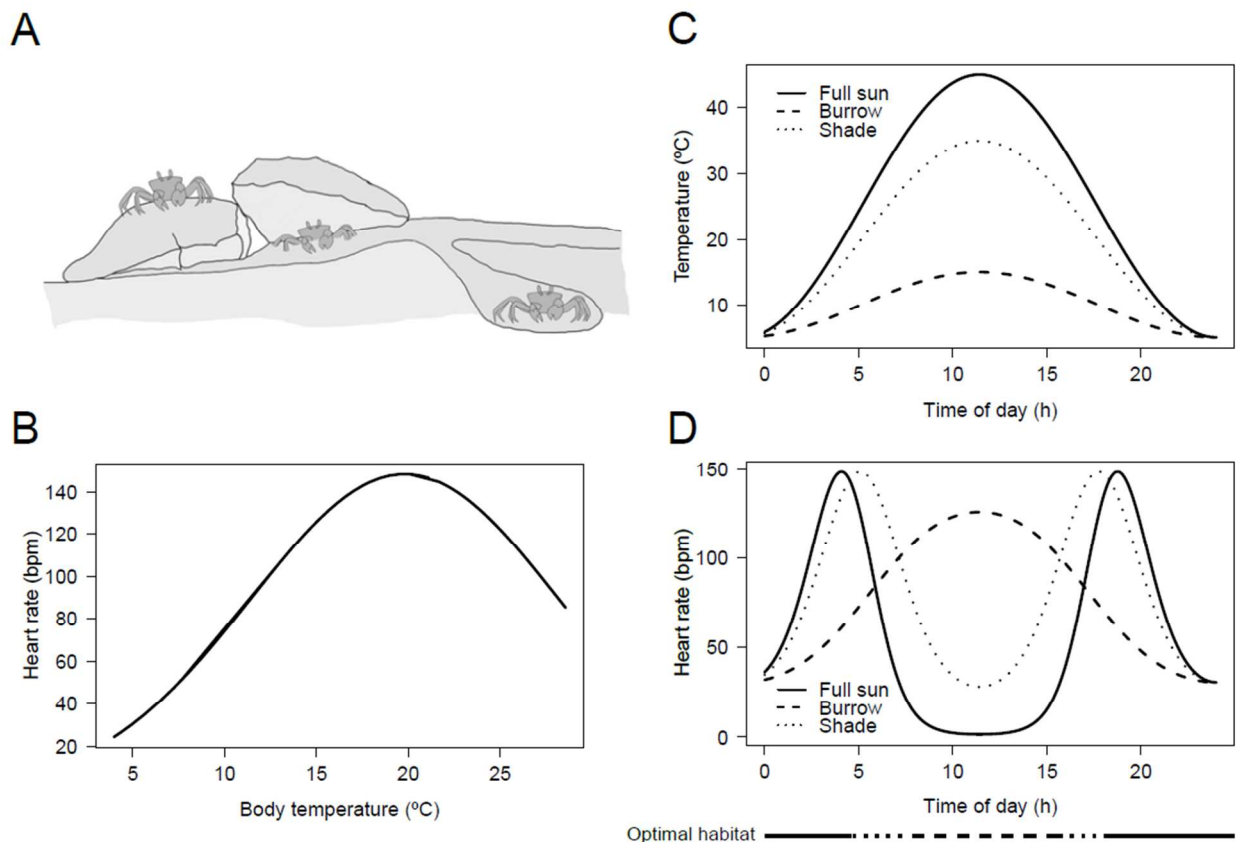 A
B
Heart rate (bpm)
140
120
100
80
60
40
20
5 10 15 20 25
Body temperature (ºC)
C
Temperature (ºC)
40
30
20
10
Full sun
Burrow
Shade
0 5 10 15 20
Time of day (h)
D
Heart rate (bpm)
150
100
50
0
Full sun
Burrow
Shade
0 5 10 15 20
Time of day (h)
Optimal habitat